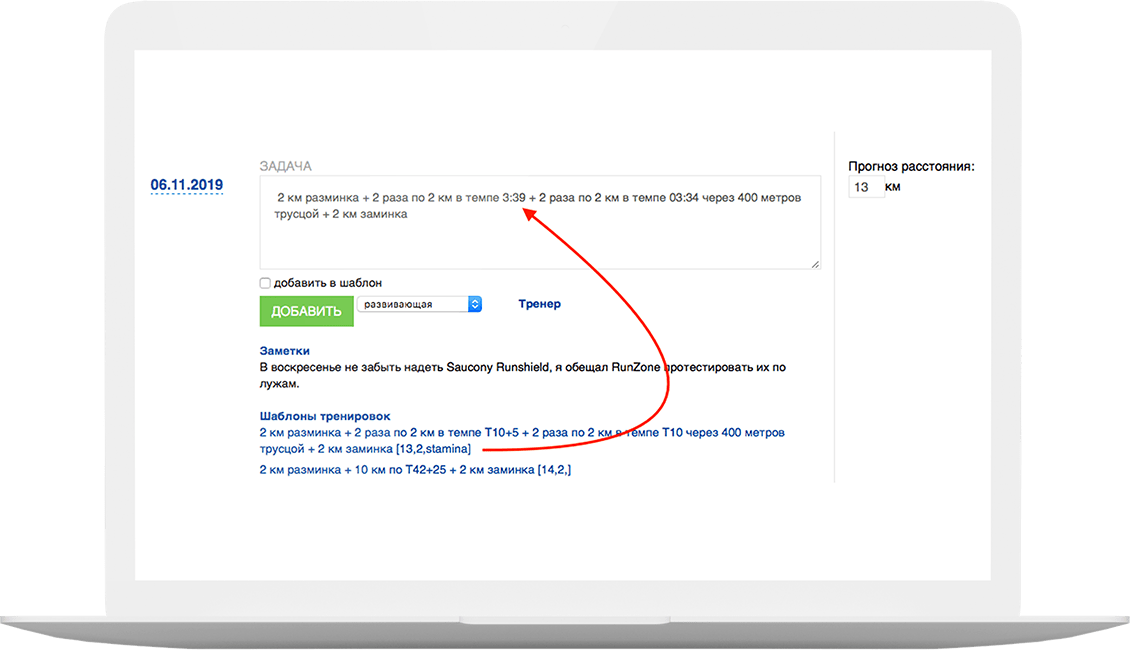 06.11.2019
ЗАДАЧА
2 км разминка + 2 раза по 2 км в темпе 3:39 + 2 раза по 2 км в темпе 03:34 через 400 метров
трусцой + 2 км заминка
добавить в шаблон
ДОБАВИТЬ
развивающая
Тренер
Заметки
В воскресенье не забыть надеть Saucony Runshield, я обещал RunZone протестировать их по
лужам.
Шаблоны тренировок
2 км разминка + 2 раза по 2 км в темпе T10+5 + 2 раза по 2 км в темпе T10 через 400 метров
трусцой + 2 км заминка [13,2,stamina]
2 км разминка + 10 км по T42+25 + 2 км заминка [14,2,]
Прогноз расстояния:
13 км